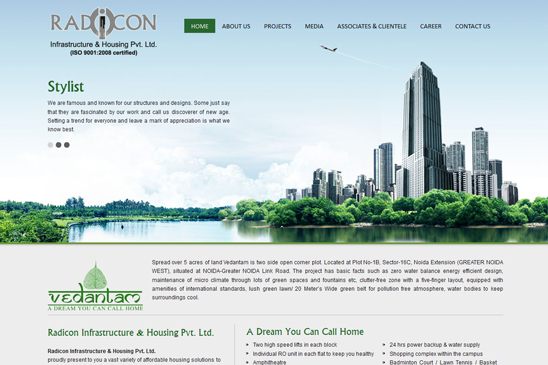 RADICON
Infrastructure & Housing Pvt. Ltd.
(ISO 9001:2008 certified)
HOME ABOUT US PROJECTS MEDIA ASSOCIATES & CLIENTELE CAREER CONTACT US
Stylist
We are famous and known for our structures and designs. Some just say
that they are fascinated by our work and call us discoverer of new age.
Setting a trend for everyone and leave a mark of appreciation is what we
know best.
Spread over 5 acres of land Vedantam is two side open corner plot. Located at Plot No-1B, Sector-16C, Noida Extension (GREATER NOIDA
WEST), situated at NOIDA-Greater NOIDA Link Road. The project has basic facts such as zero water balance energy efficient design,
maintenance of micro climate through lots of green spaces and fountains etc, clutter-free zone with a five-finger layout, equipped with
amenities of international standards, lush green lawn/ 20 Meter's Wide green belt for pollution free atmosphere, water bodies to keep
surroundings cool.
vedantam
A DREAM YOU CAN CALL HOME
Radicon Infrastructure & Housing Pvt. Ltd.
Radicon Infrastructure & Housing Pvt. Ltd.
proudly present to you a vast variety of affordable housing solutions to
A Dream You Can Call Home
Two high speed lifts in each block
Individual RO unit in each flat to keep you healthy
Amphitheatre
24 hrs power backup & water supply
Shopping complex within the campus
Badminton Court / Lawn Tennis / Basket